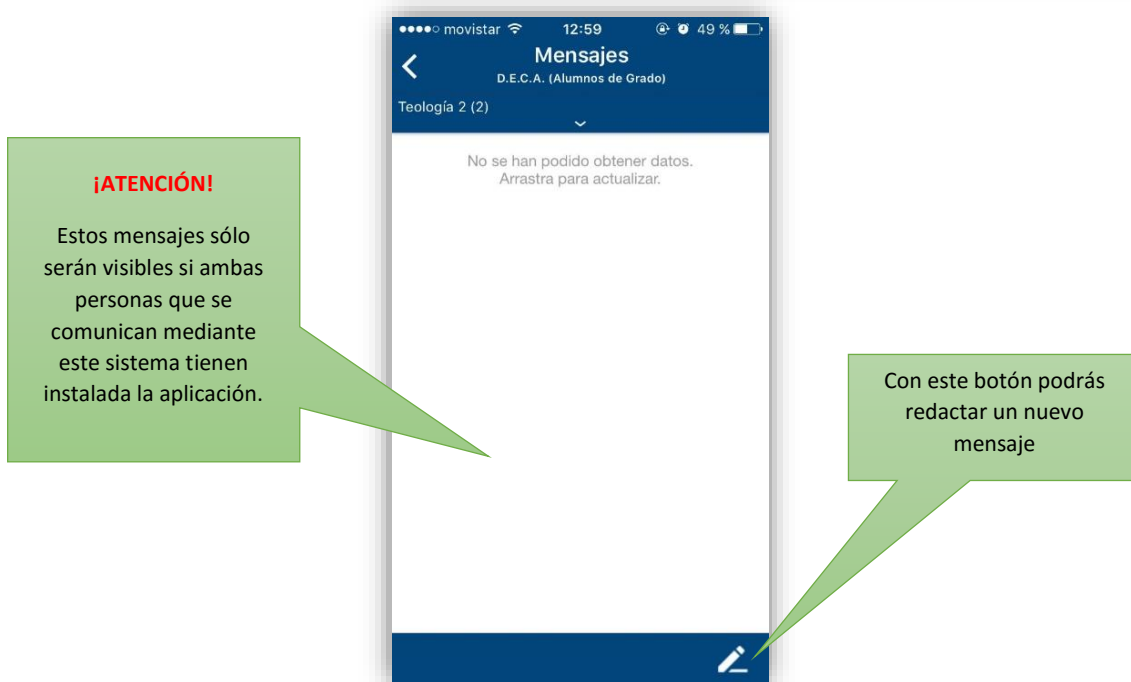 movistar 12:59 49 %
Mensajes
D.E.C.A. (Alumnos de Grado)
Teología 2 (2)
No se han podido obtener datos.
Arrastra para actualizar.
¡ATENCIÓN!
Estos mensajes sólo
serán visibles si ambas
personas que se
comunican mediante
este sistema tienen
instalada la aplicación.
Con este botón podrás
redactar un nuevo
mensaje